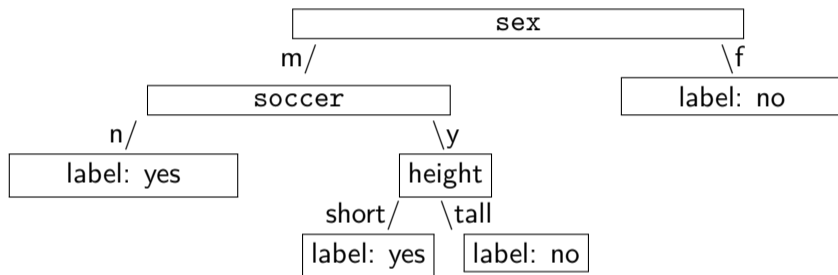 sex
m/ \f
soccer label: no
n/ \y
label: yes height
short/ \tall
label: yes label: no